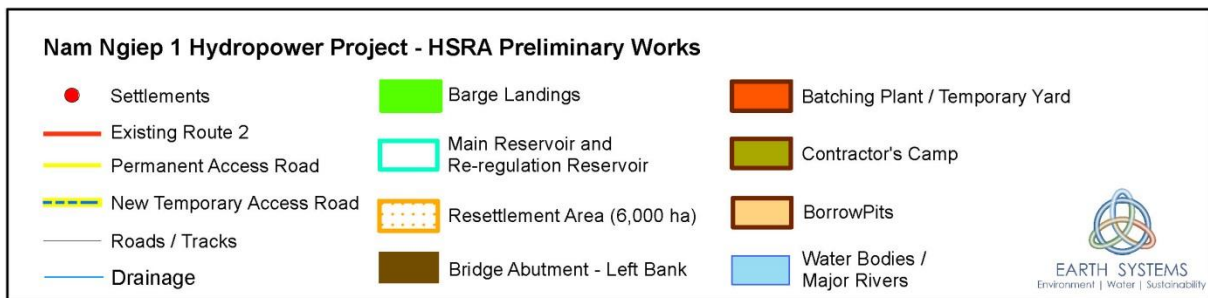 Nam Ngiep 1 Hydropower Project - HSRA Preliminary Works
Settlements
Existing Route 2
Permanent Access Road
New Temporary Access Road
Roads / Tracks
Drainage
Barge Landings
Main Reservoir and
Re-regulation Reservoir
Resettlement Area (6,000 ha)
Bridge Abutment - Left Bank
Batching Plant / Temporary Yard
Contractor's Camp
BorrowPits
Water Bodies /
Major Rivers
EARTH SYSTEMS
Environment | Water | Sustainability